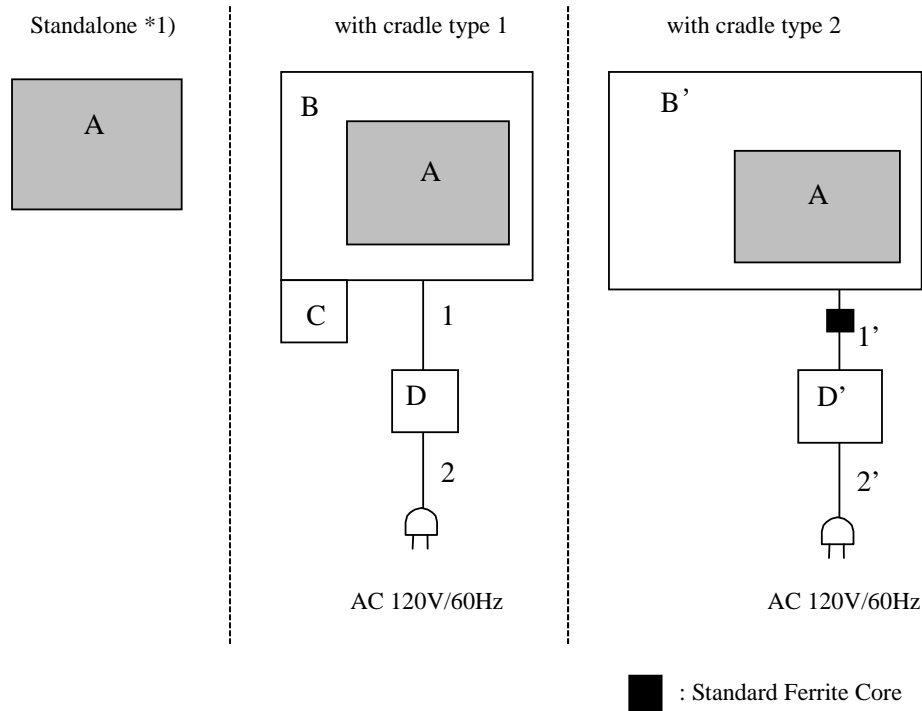 Standalone *1)
A
with cradle type 1
B
A
C
1
D
2
AC 120V/60Hz
with cradle type 2
B’
A
1’
D’
2’
AC 120V/60Hz
: Standard Ferrite Core